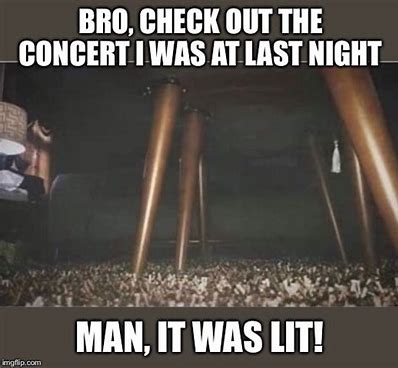 BRO, CHECK OUT THE
CONCERT I WAS AT LAST NIGHT
MAN, IT WAS LIT!
imgflip.com